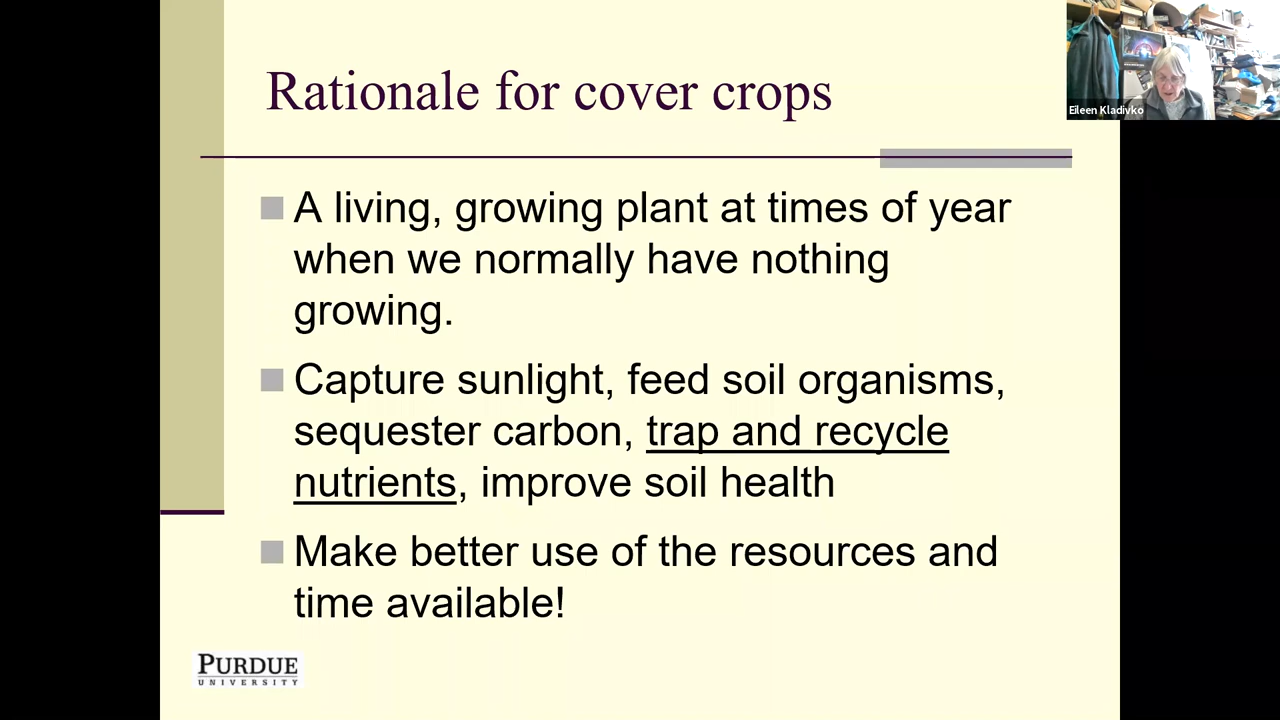 Rationale for cover crops
Eileen Kladivko
A living, growing plant at times of year
when we normally have nothing
growing.
Capture sunlight, feed soil organisms,
sequester carbon, trap and recycle
nutrients, improve soil health
Make better use of the resources and
time available!
PURDUE
UNIVERSITY